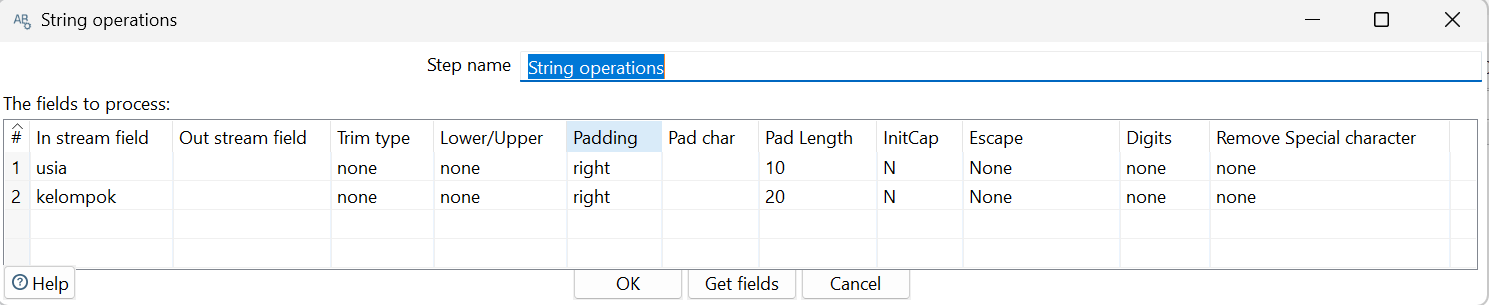 String operations
Step name String operations
The fields to process:
# In stream field Out stream field Trim type Lower/Upper Padding Pad char Pad Length InitCap Escape Digits Remove Special character
1 usia none none right 10 N None none none
2 kelompok none none right 20 N None none none
Help OK Get fields Cancel